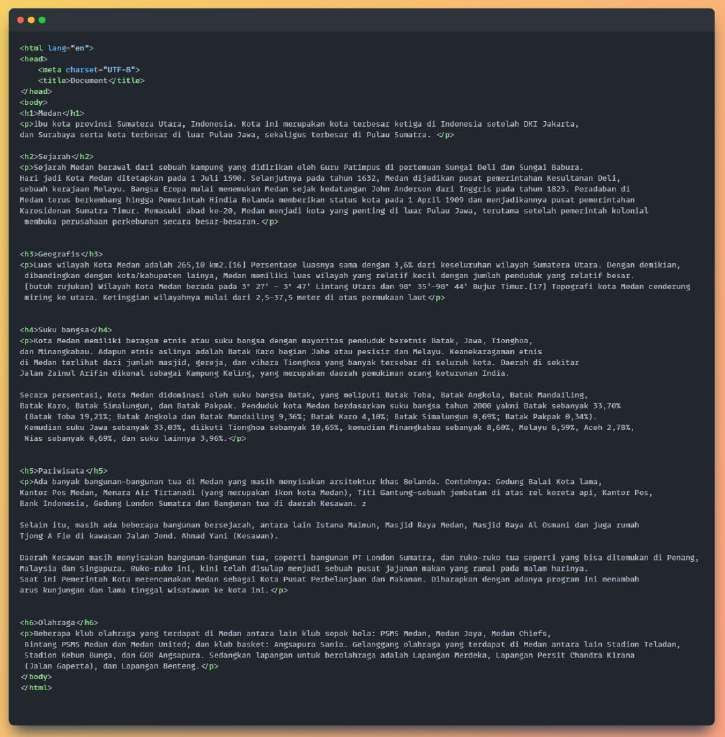 <html lang="en">
<head>
<meta charset="UTF-8">
<title>Document</title>
</head>
<body>
<h1>Medan</h1>
<p>ibu kota provinsi Sumatera Utara, Indonesia. Kota ini merupakan kota terbesar ketiga di Indonesia setelah DKI Jakarta,
dan Surabaya serta kota terbesar di luar Pulau Jawa, sekaligus terbesar di Pulau Sumatra. </p>
<h2>Sejarah</h2>
<p>Sejarah Medan berawal dari sebuah kampung yang didirikan oleh Guru Patimpus di pertemuan Sungai Deli dan Sungai Babura.
Hari jadi Kota Medan ditetapkan pada 1 Juli 1590. Selanjutnya pada tahun 1632, Medan dijadikan pusat pemerintahan Kesultanan Deli,
sebuah kerajaan Melayu. Bangsa Eropa mulai menemukan Medan sejak kedatangan John Anderson dari Inggris pada tahun 1823. Peradaban di
Medan terus berkembang hingga Pemerintah Hindia Belanda memberikan status kota pada 1 April 1909 dan menjadikannya pusat pemerintahan
Karesidenan Sumatra Timur. Memasuki abad ke-20, Medan menjadi kota yang penting di luar Pulau Jawa, terutama setelah pemerintah kolonial
membuka perusahaan perkebunan secara besar-besaran.</p>
<h3>Geografis</h3>
<p>Luas wilayah Kota Medan adalah 265,10 km2.[16] Persentase luasnya sama dengan 3,6% dari keseluruhan wilayah Sumatera Utara. Dengan demikian,
dibandingkan dengan kota/kabupaten lainya, Medan memiliki luas wilayah yang relatif kecil dengan jumlah penduduk yang relatif besar.
[butuh rujukan] Wilayah Kota Medan berada pada 3° 27' - 3° 47' Lintang Utara dan 98° 35'-98° 44' Bujur Timur.[17] Topografi kota Medan cenderung
miring ke utara. Ketinggian wilayahnya mulai dari 2,5-37,5 meter di atas permukaan laut</p>
<h4>Suku bangsa</h4>
<p>Kota Medan memiliki beragam etnis atau suku bangsa dengan mayoritas penduduk beretnis Batak, Jawa, Tionghoa,
dan Minangkabau. Adapun etnis aslinya adalah Batak Karo bagian Jahe atau pesisir dan Melayu. Keanekaragaman etnis
di Medan terlihat dari jumlah masjid, gereja, dan vihara Tionghoa yang banyak tersebar di seluruh kota. Daerah di sekitar
Jalan Zainul Arifin dikenal sebagai Kampung Keling, yang merupakan daerah pemukiman orang keturunan India.
Secara persentasi, Kota Medan didominasi oleh suku bangsa Batak, yang meliputi Batak Toba, Batak Angkola, Batak Mandailing,
Batak Karo, Batak Simalungun, dan Batak Pakpak. Penduduk kota Medan berdasarkan suku bangsa tahun 2000 yakni Batak sebanyak 33,70%
(Batak Toba 19,21%; Batak Angkola dan Batak Mandailing 9,36%; Batak Karo 4,10%; Batak Simalungun 0,69%; Batak Pakpak 0,34%).
Kemudian suku Jawa sebanyak 33,03%, diikuti Tionghoa sebanyak 10,65%, kemudian Minangkabau sebanyak 8,60%, Melayu 6,59%, Aceh 2,78%,
Nias sebanyak 0,69%, dan suku lainnya 3,96%.</p>
<h5>Pariwisata</h5>
<p>Ada banyak bangunan-bangunan tua di Medan yang masih menyisakan arsitektur khas Belanda. Contohnya: Gedung Balai Kota lama,
Kantor Pos Medan, Menara Air Tirtanadi (yang merupakan ikon kota Medan), Titi Gantung-sebuah jembatan di atas rel kereta api, Kantor Pos,
Bank Indonesia, Gedung London Sumatra dan Bangunan tua di daerah Kesawan. z
Selain itu, masih ada beberapa bangunan bersejarah, antara lain Istana Maimun, Masjid Raya Medan, Masjid Raya Al Osmani dan juga rumah
Tjong A Fie di kawasan Jalan Jend. Ahmad Yani (Kesawan).
Daerah Kesawan masih menyisakan bangunan-bangunan tua, seperti bangunan PT London Sumatra, dan ruko-ruko tua seperti yang bisa ditemukan di Penang,
Malaysia dan Singapura. Ruko-ruko ini, kini telah disulap menjadi sebuah pusat jajanan makan yang ramai pada malam harinya.
Saat ini Pemerintah Kota merencanakan Medan sebagai Kota Pusat Perbelanjaan dan Makanan. Diharapkan dengan adanya program ini menambah
arus kunjungan dan lama tinggal wisatawan ke kota ini.</p>
<h6>Olahraga</h6>
<p>Beberapa klub olahraga yang terdapat di Medan antara lain klub sepak bola: PSMS Medan, Medan Jaya, Medan Chiefs,
Bintang PSMS Medan dan Medan United; dan klub basket: Angsapura Sania. Gelanggang olahraga yang terdapat di Medan antara lain Stadion Teladan,
Stadion Kebun Bunga, dan GOR Angsapura. Sedangkan lapangan untuk berolahraga adalah Lapangan Merdeka, Lapangan Persit Chandra Kirana
(Jalan Gaperta), dan Lapangan Benteng.</p>
</body>
</html>